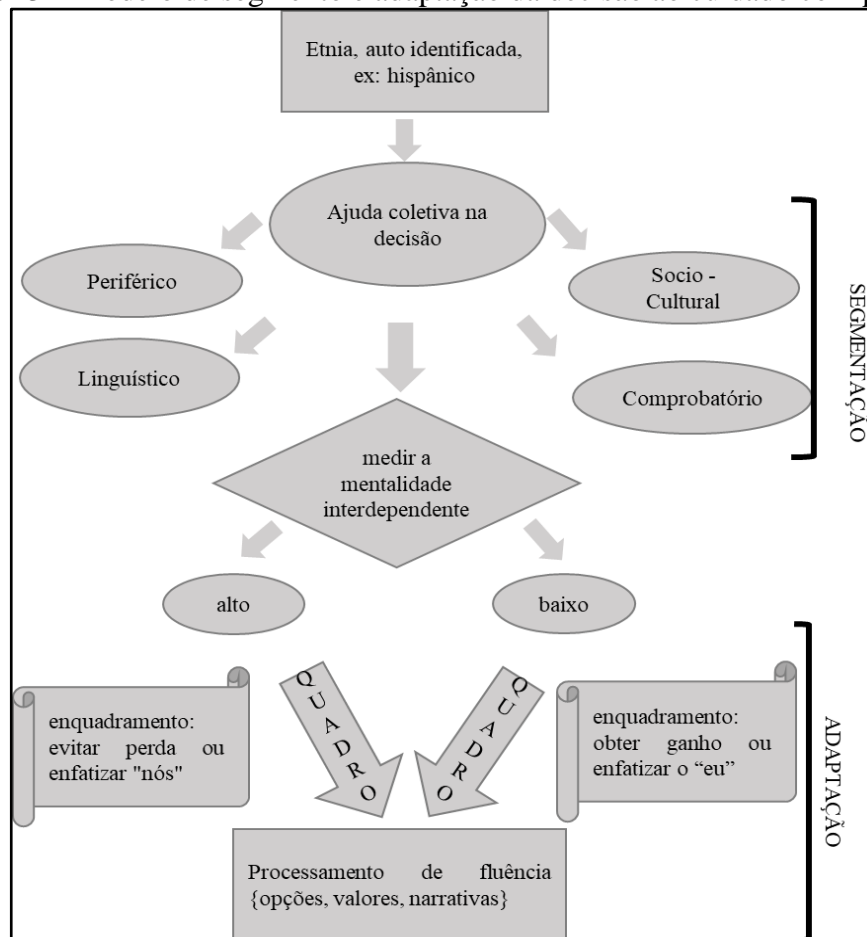 Etnia, auto identificada,
ex: hispânico
Ajuda coletiva na
decisão
Periférico
Socio -
Cultural
Linguístico
Comprobatório
SEGMENTAÇÃO
medir a
mentalidade
interdependente
alto
baixo
enquadramento:
evitar perda ou
enfatizar "nós"
QUADRO
QUADRO
enquadramento:
obter ganho ou
enfatizar o “eu”
ADAPTAÇÃO
Processamento de fluência
{opções, valores, narrativas}